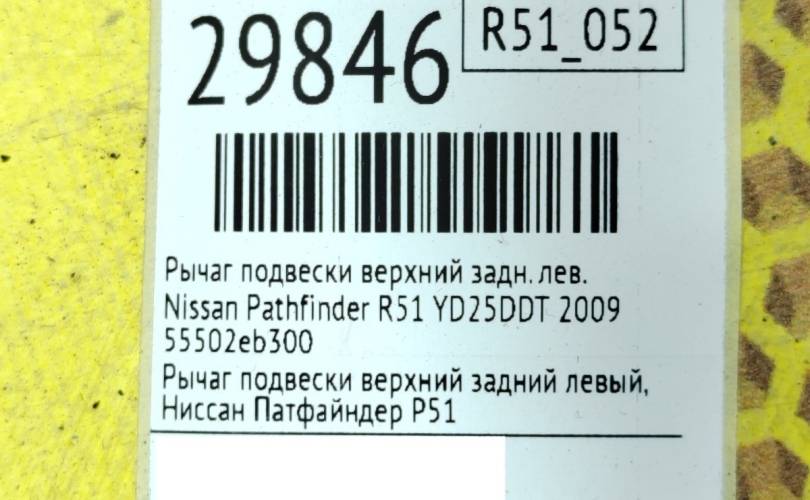 29846
R51_052
Рычаг подвески верхний задн. лев.
Nissan Pathfinder R51 YD25DDT 2009
55502eb300
Рычаг подвески верхний задний левый,
Ниссан Патфайндер Р51